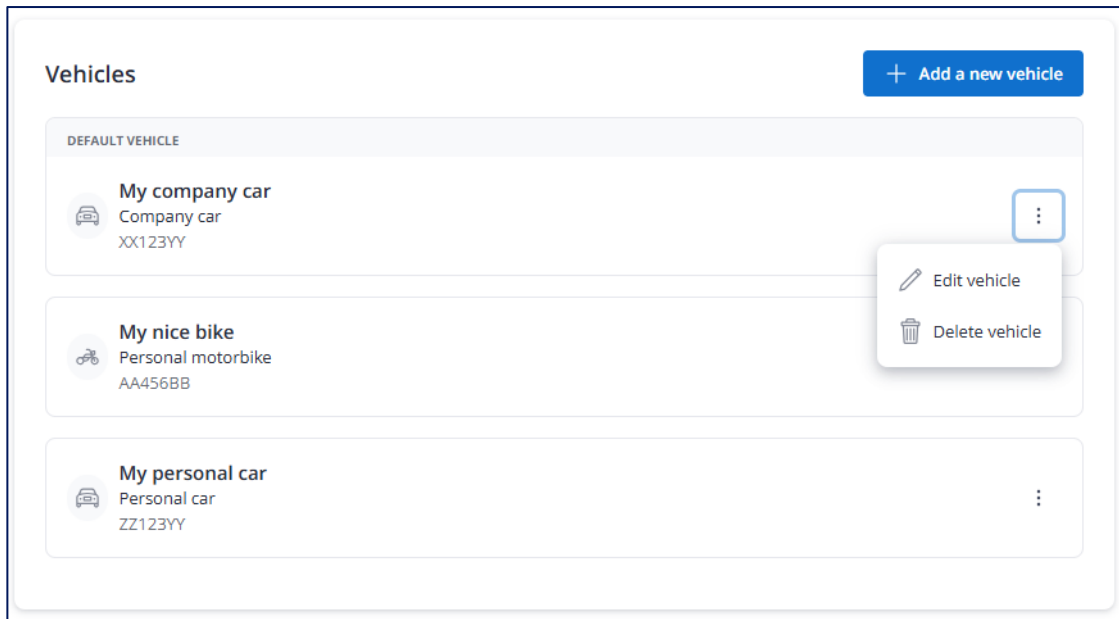 Vehicles
Add a new vehicle
DEFAULT VEHICLE
My company car
Company car
XX123YY
Edit vehicle
Delete vehicle
My nice bike
Personal motorbike
AA456BB
My personal car
Personal car
ZZ123YY